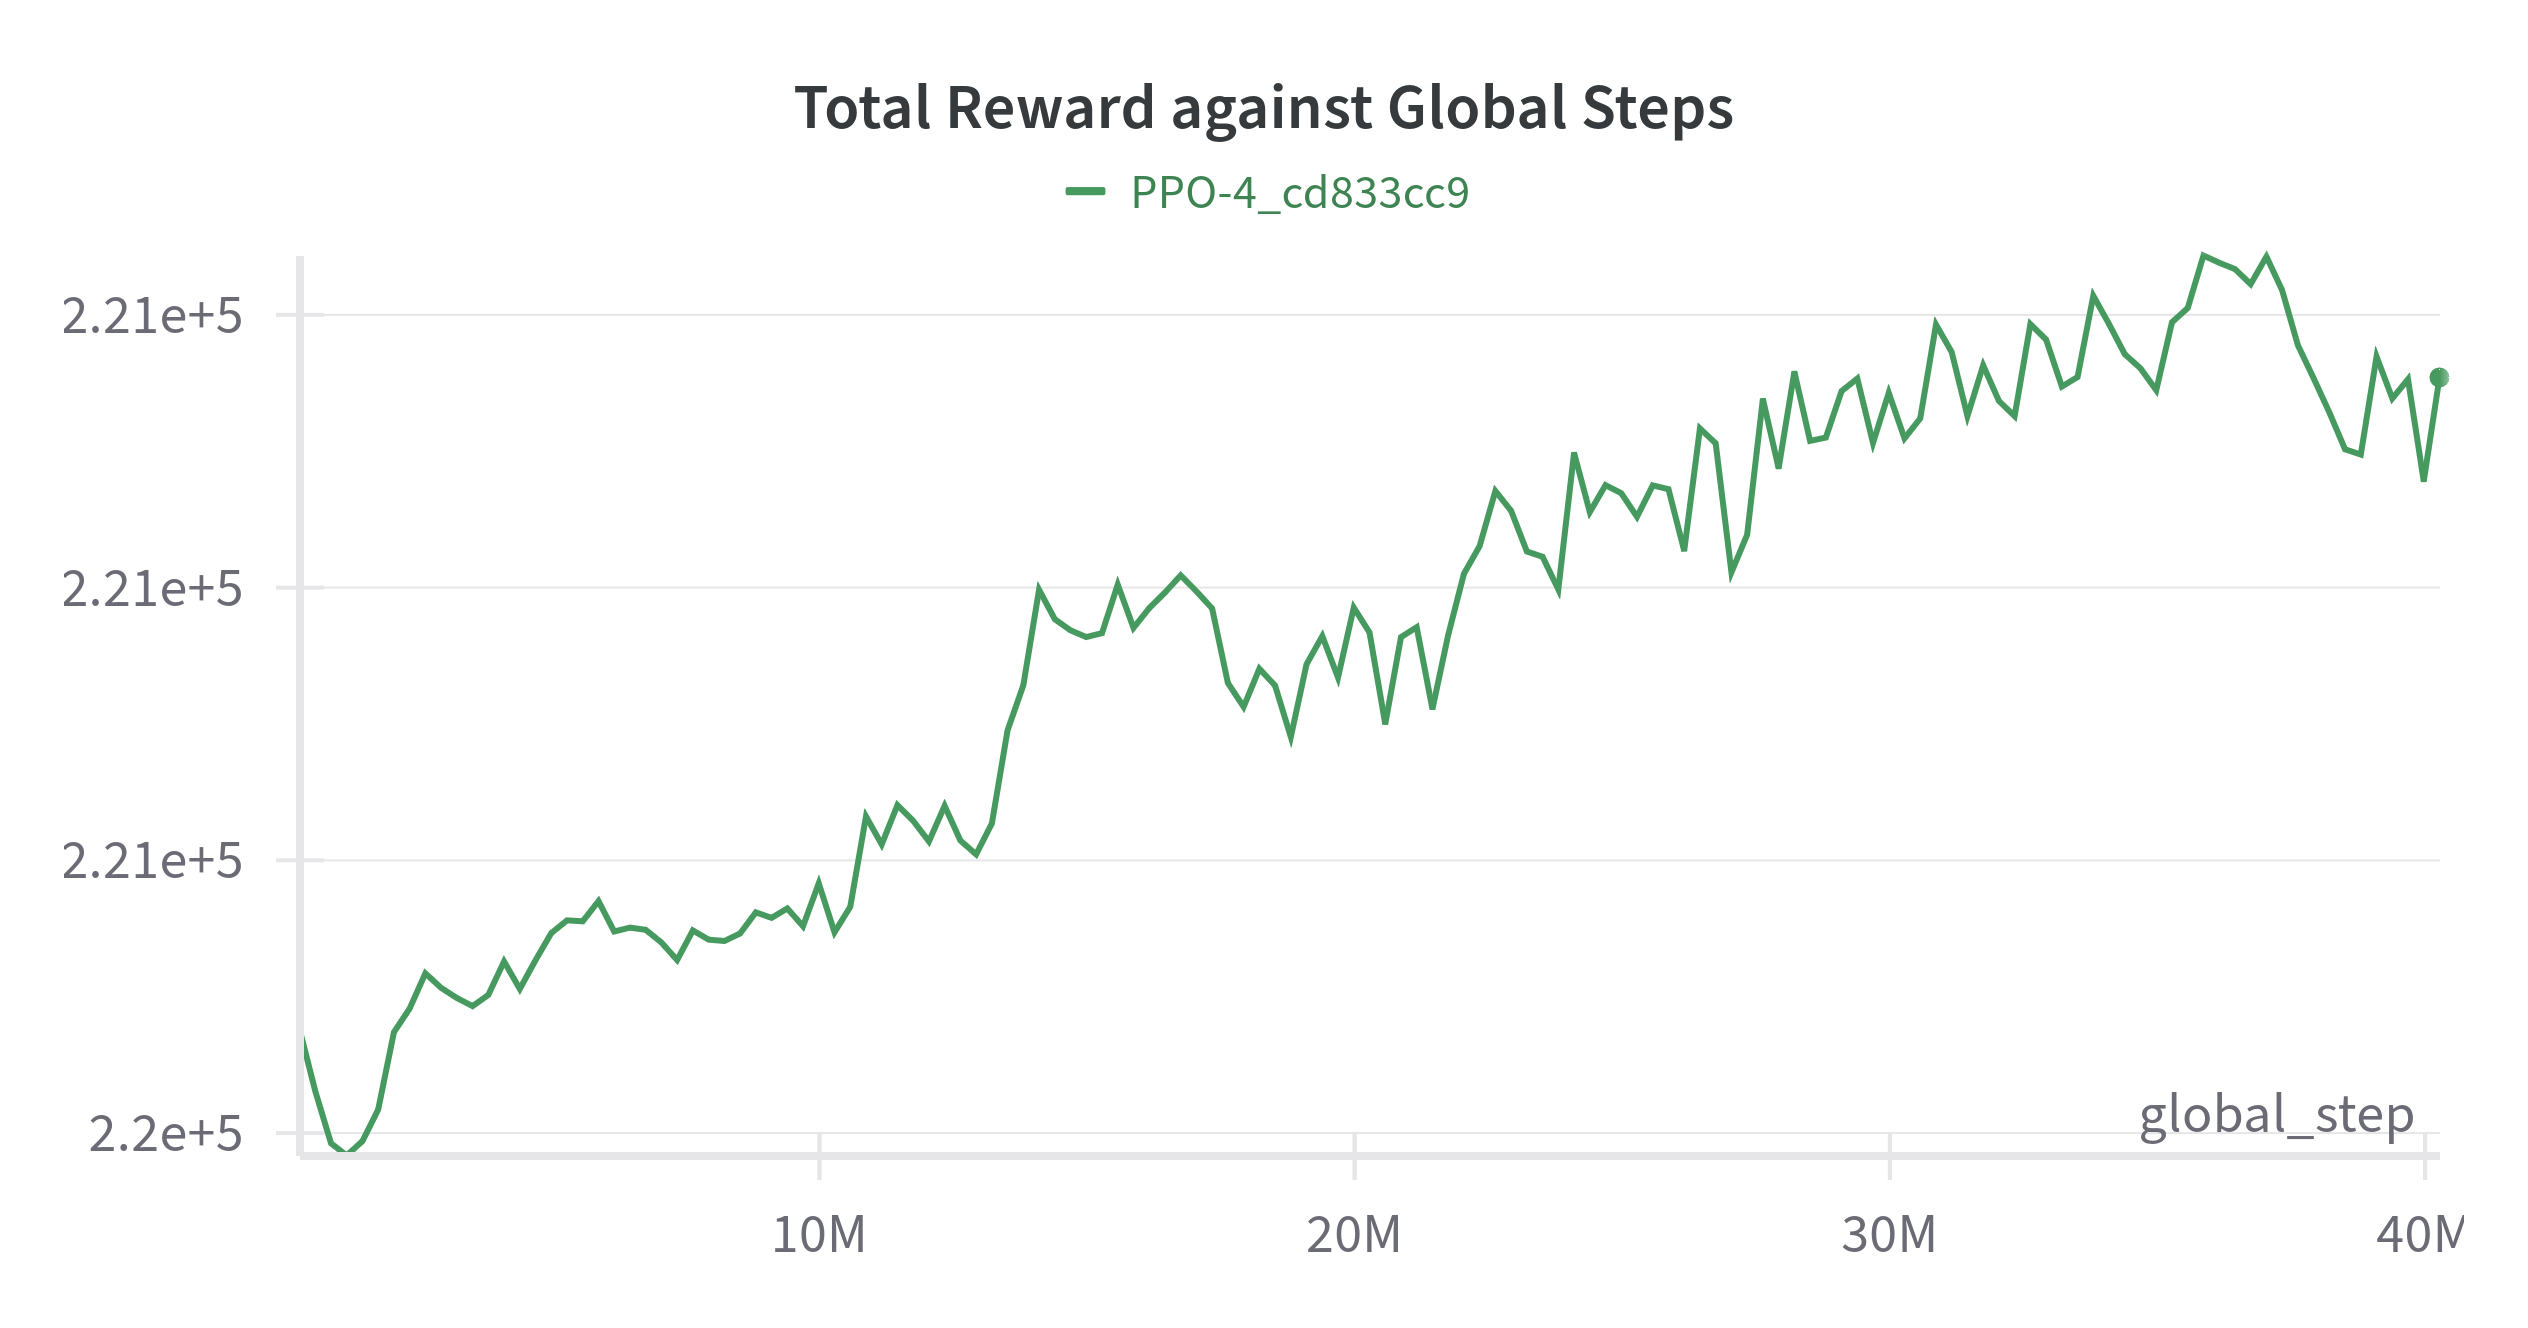 Total Reward against Global Steps
PPO-4_cd833cc9
2.21e+5
2.21e+5
2.21e+5
2.2e+5
global_step
10M 20M 30M 40M